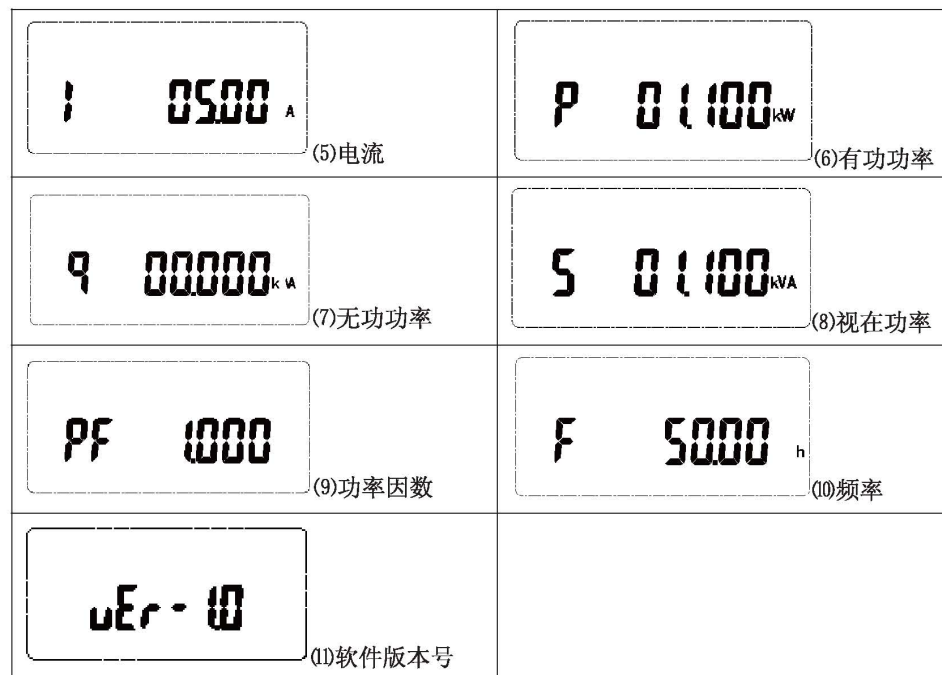 I 05.00 A
(5)电流
P 01.100 kW
(6)有功功率
q 00.000 k VA
(7)无功功率
S 01.100 kVA
(8)视在功率
PF 1.000
(9)功率因数
F 50.00 h
(10)频率
vEr-1.0
(11)软件版本号